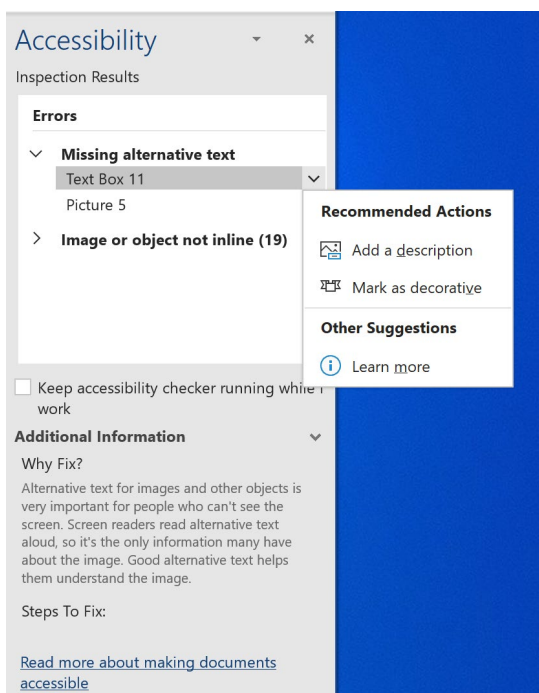 Accessibility
Inspection Results
Errors
Missing alternative text
Text Box 11
Picture 5
Image or object not inline (19)
Recommended Actions
Add a description
Mark as decorative
Other Suggestions
Learn more
Keep accessibility checker running while I
work
Additional Information
Why Fix?
Alternative text for images and other objects is
very important for people who can't see the
screen. Screen readers read alternative text
aloud, so it's the only information many have
about the image. Good alternative text helps
them understand the image.
Steps To Fix:
Read more about making documents
accessible